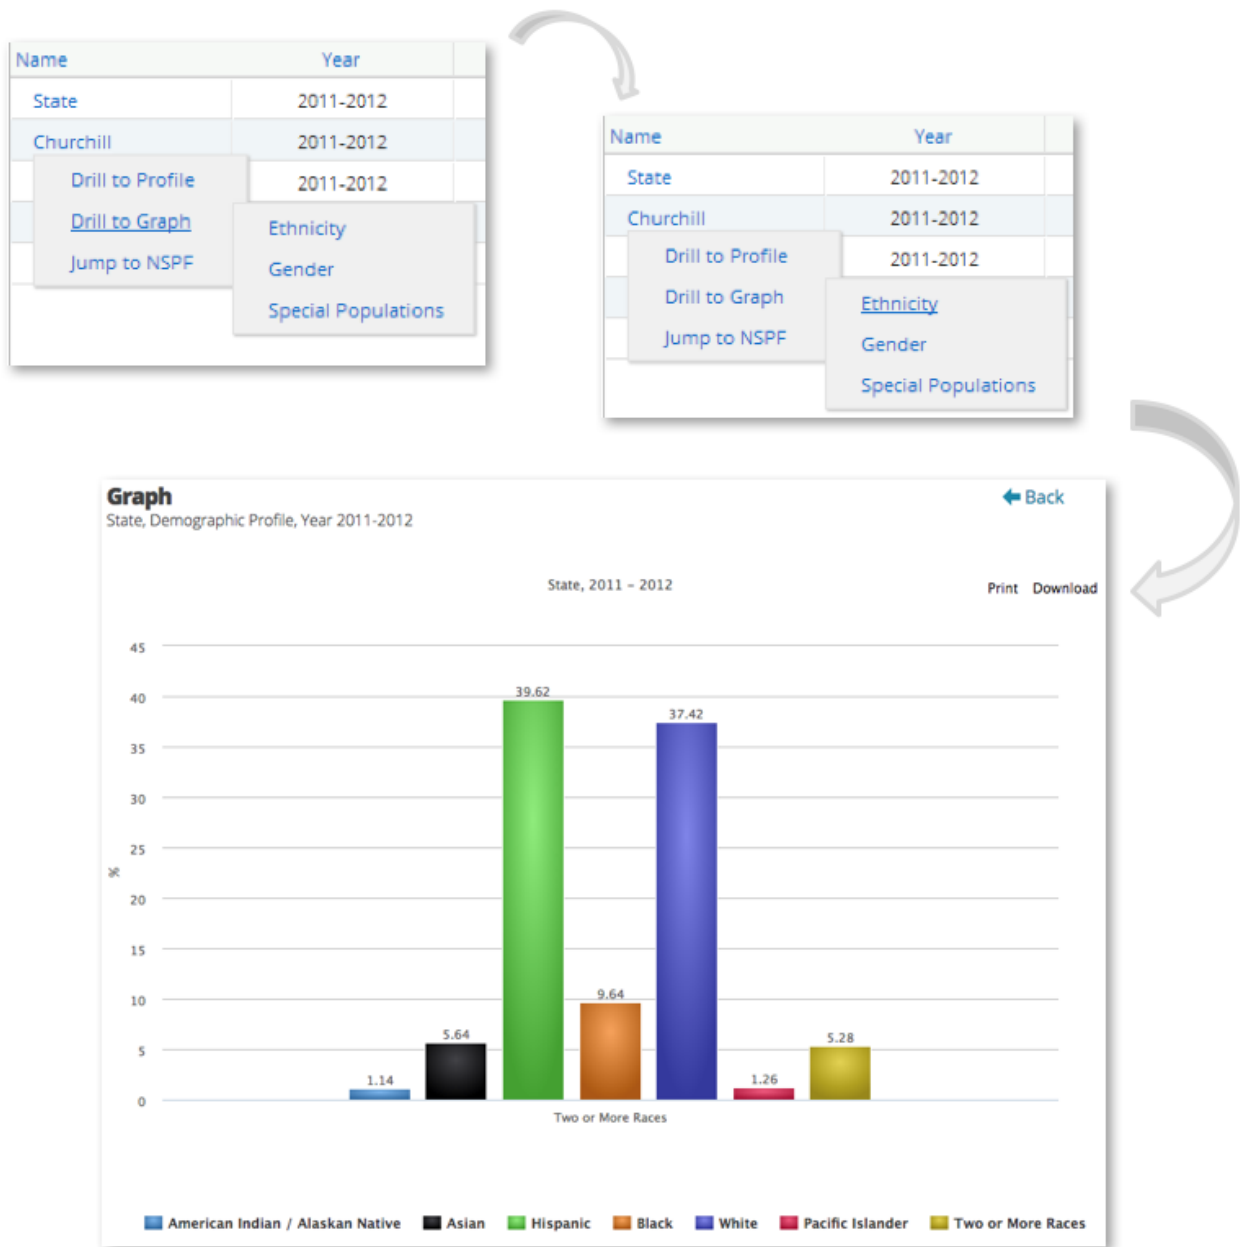 Name Year
State 2011-2012
Churchill 2011-2012
Drill to Profile 2011-2012
Drill to Graph Ethnicity
Jump to NSPF Gender
Special Populations
Name Year
State 2011-2012
Churchill 2011-2012
Drill to Profile 2011-2012
Drill to Graph Ethnicity
Jump to NSPF Gender
Special Populations
Graph Back
State, Demographic Profile, Year 2011-2012
State, 2011 – 2012 Print Download
45
40 39.62
37.42
35
30
25
%
20
15
10 9.64
5.64 5.28
5
1.14 1.26
0
Two or More Races
American Indian / Alaskan Native Asian Hispanic Black White Pacific Islander Two or More Races